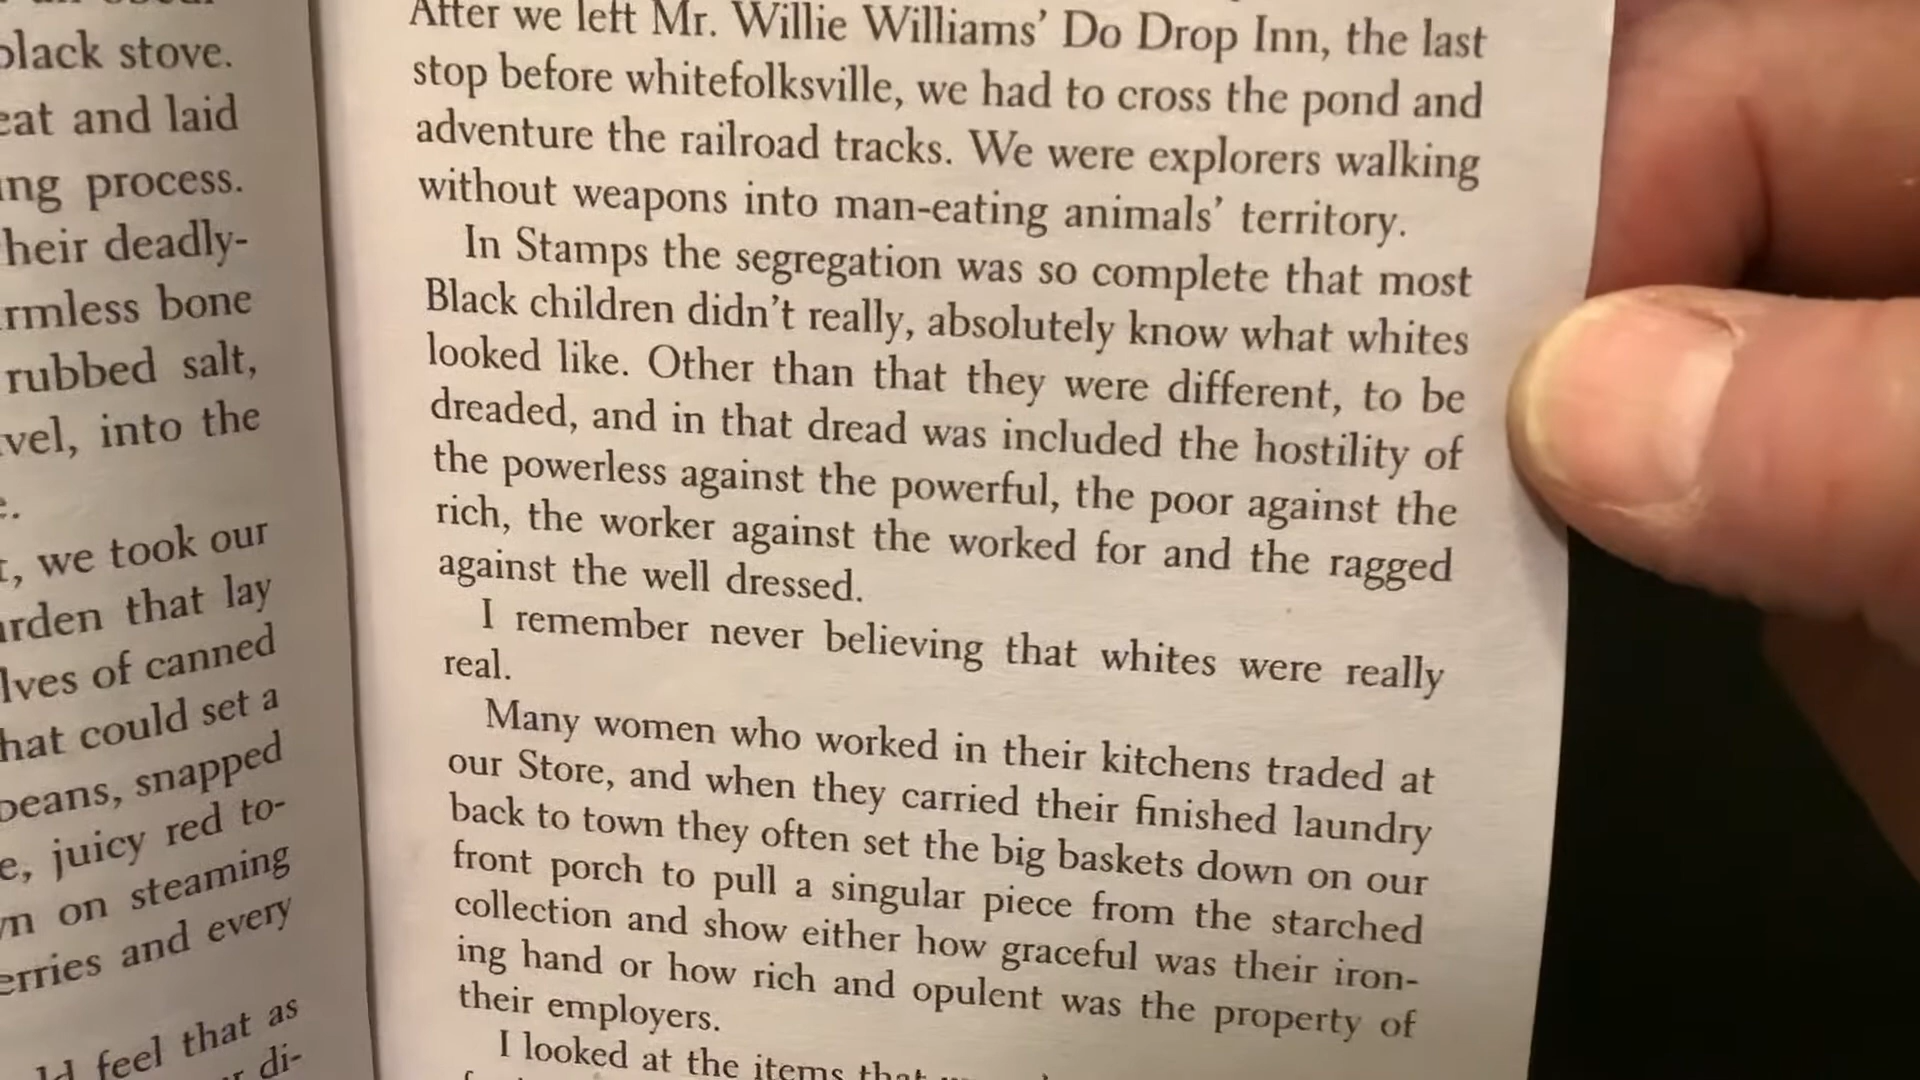 black stove.
eat and laid
ing process.
their deadly-
rmless bone
rubbed salt,
vel, into the
e.
t, we took our
arden that lay
lves of canned
hat could set a
beans, snapped
e, juicy red to-
n on steaming
erries and every
ld feel that as
r di-
After we left Mr. Willie Williams’ Do Drop Inn, the last
stop before whitefolksville, we had to cross the pond and
adventure the railroad tracks. We were explorers walking
without weapons into man-eating animals’ territory.
In Stamps the segregation was so complete that most
Black children didn’t really, absolutely know what whites
looked like. Other than that they were different, to be
dreaded, and in that dread was included the hostility of
the powerless against the powerful, the poor against the
rich, the worker against the worked for and the ragged
against the well dressed.
I remember never believing that whites were really
real.
Many women who worked in their kitchens traded at
our Store, and when they carried their finished laundry
back to town they often set the big baskets down on our
front porch to pull a singular piece from the starched
collection and show either how graceful was their iron-
ing hand or how rich and opulent was the property of
their employers.
I looked at the items that